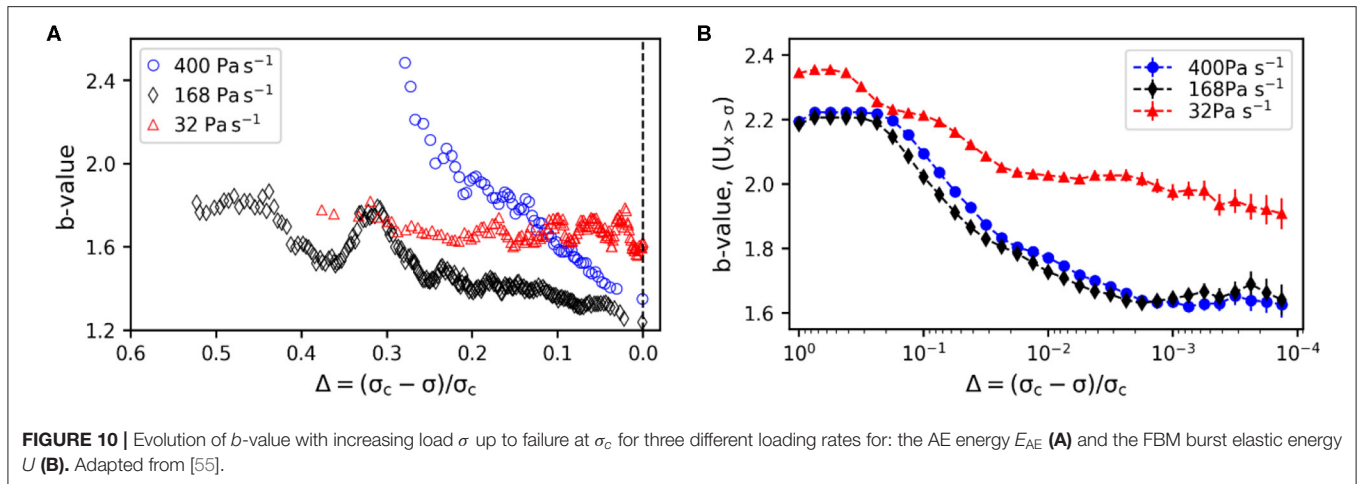 A
b-value
2.4
2.0
1.6
1.2
400 Pa s⁻¹
168 Pa s⁻¹
32 Pa s⁻¹
0.6 0.5 0.4 0.3 0.2 0.1 0.0
Δ = (σc − σ)/σc
B
b-value, (Ux > σ)
2.4
2.2
2.0
1.8
1.6
400Pa s⁻¹
168Pa s⁻¹
32Pa s⁻¹
10⁰ 10⁻¹ 10⁻² 10⁻³ 10⁻⁴
Δ = (σc − σ)/σc
FIGURE 10 | Evolution of b-value with increasing load σ up to failure at σc for three different loading rates for: the AE energy EAE (A) and the FBM burst elastic energy
U (B). Adapted from [55].